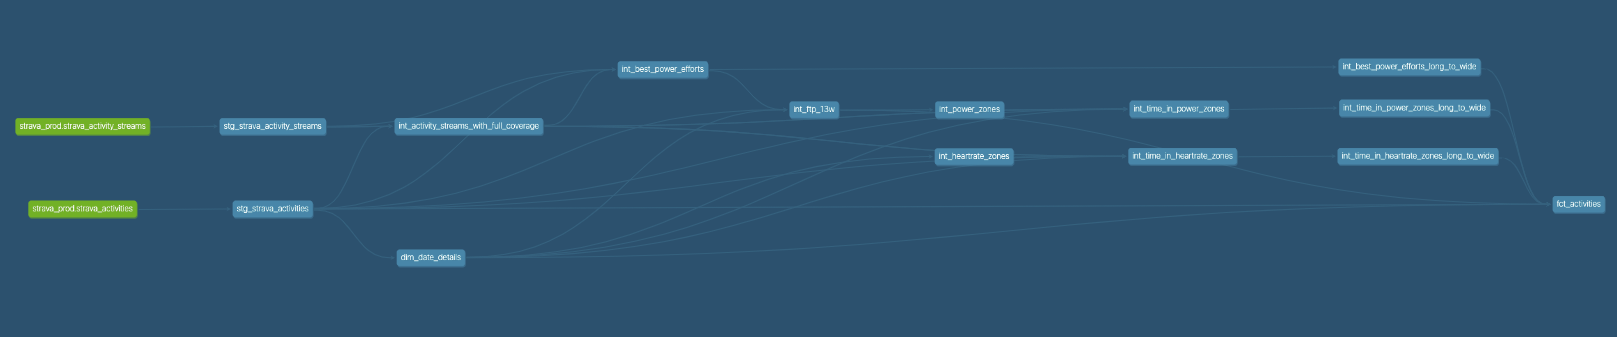 int_best_power_efforts
int_best_power_efforts_long_to_wide
int_ftp_13w
int_power_zones
int_time_in_power_zones
int_time_in_power_zones_long_to_wide
strava_prod.strava_activity_streams
stg_strava_activity_streams
int_activity_streams_with_full_coverage
int_heartrate_zones
int_time_in_heartrate_zones
int_time_in_heartrate_zones_long_to_wide
strava_prod.strava_activities
stg_strava_activities
fct_activities
dim_date_details